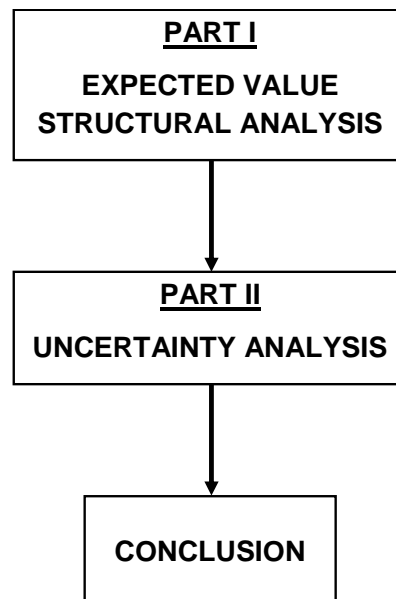 PART I
EXPECTED VALUE
STRUCTURAL ANALYSIS
PART II
UNCERTAINTY ANALYSIS
CONCLUSION